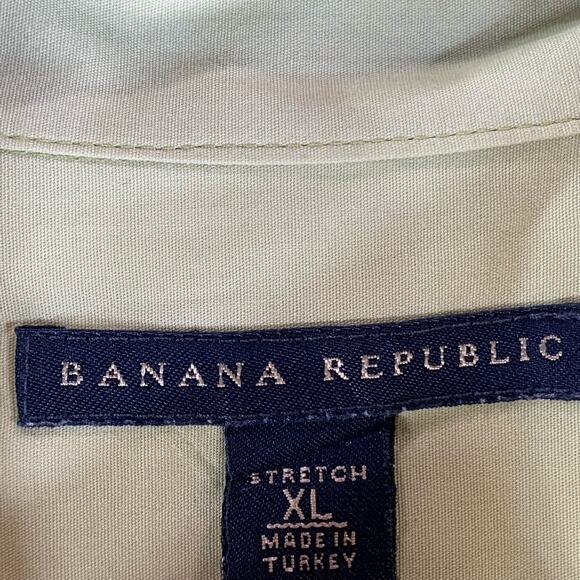 BANANA REPUBLIC
STRETCH
XL
MADE IN
TURKEY